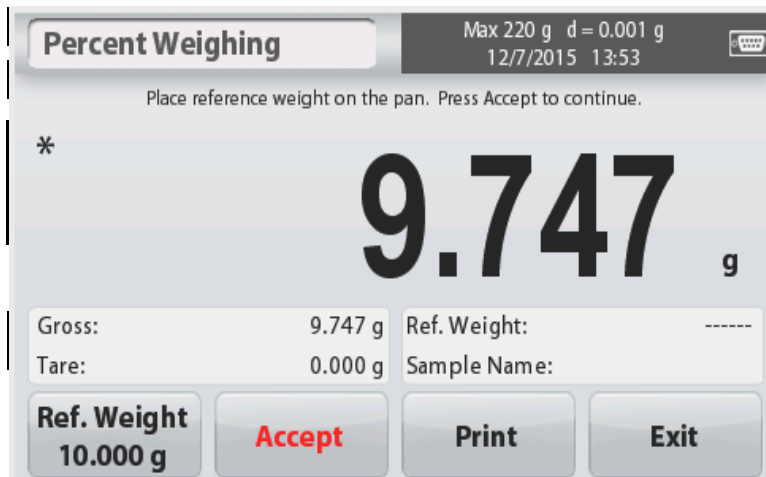 Percent Weighing
Max 220 g d = 0.001 g
12/7/2015 13:53
Place reference weight on the pan. Press Accept to continue.
*
9.747 g
Gross: 9.747 g
Tare: 0.000 g
Ref. Weight: ------
Sample Name:
Ref. Weight
10.000 g
Accept
Print
Exit